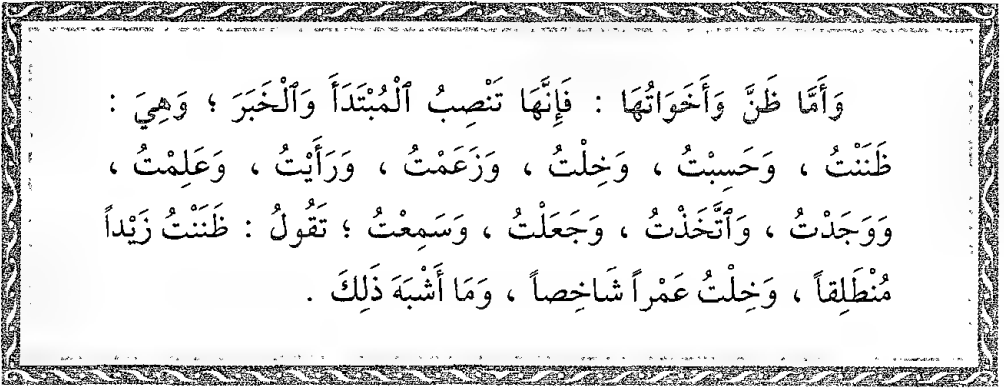 وَأَمَّا ظَنَّ وَأَخَوَاتُهَا : فَإِنَّهَا تَنْصِبُ ٱلْمُبْتَدَأَ وَٱلْخَبَرَ ؛ وَهِيَ :
ظَنَنْتُ ، وَحَسِبْتُ ، وَخِلْتُ ، وَزَعَمْتُ ، وَرَأَيْتُ ، وَعَلِمْتُ ،
وَوَجَدْتُ ، وَٱتَّخَذْتُ ، وَجَعَلْتُ ، وَسَمِعْتُ ؛ تَقُولُ : ظَنَنْتُ زَيْداً
مُنْطَلِقاً ، وَخِلْتُ عَمْراً شَاخِصاً ، وَمَا أَشْبَهَ ذَلِكَ .